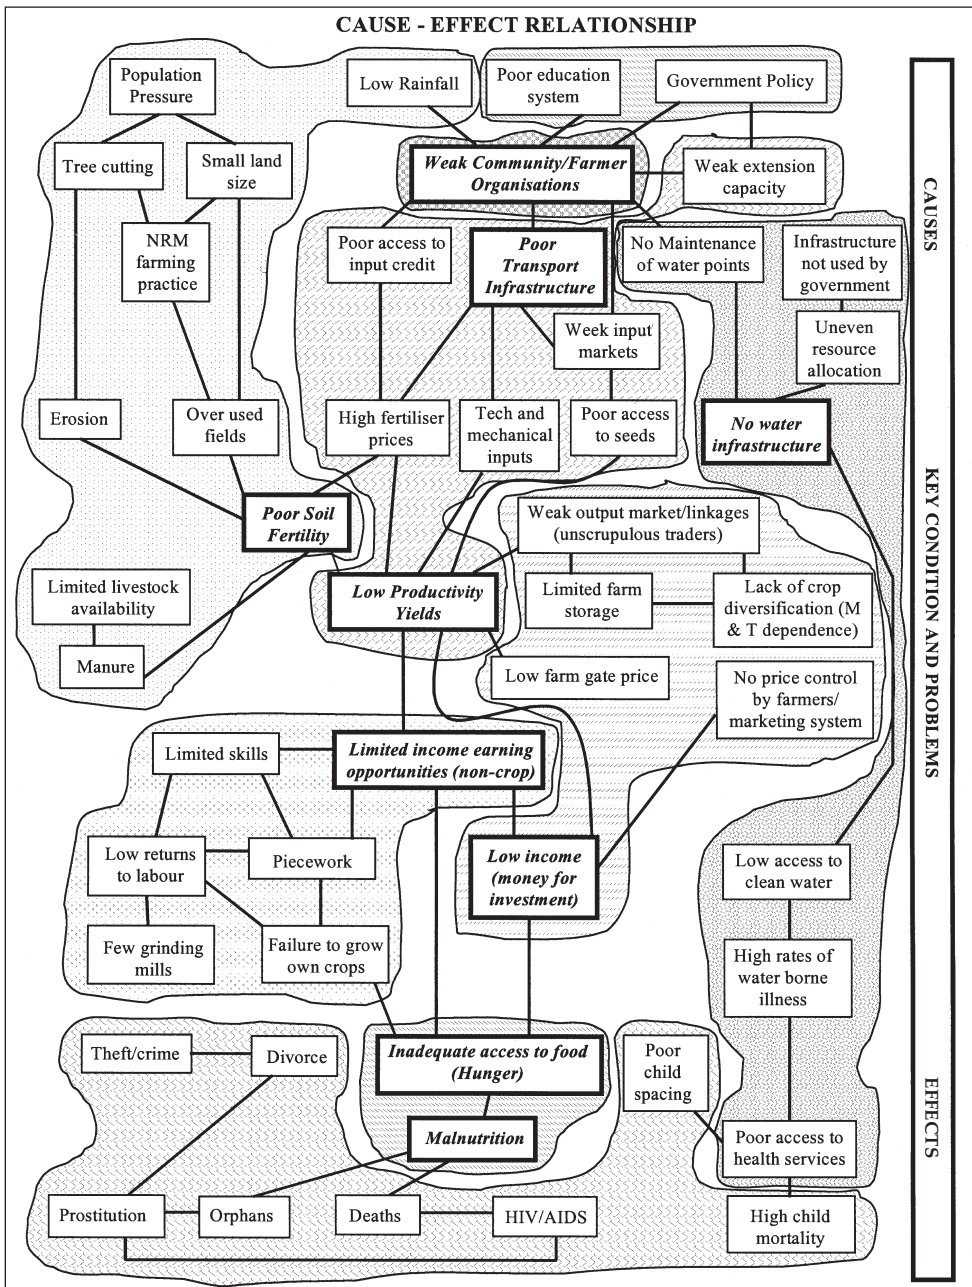 CAUSE - EFFECT RELATIONSHIP
Population
Pressure
Low Rainfall
Poor education
system
Government Policy
Tree cutting
Small land
size
Weak Community/Farmer
Organisations
Weak extension
capacity
NRM
farming
practice
Poor access to
input credit
Poor
Transport
Infrastructure
No Maintenance
of water points
Infrastructure
not used by
government
Week input
markets
Uneven
resource
allocation
Erosion
Over used
fields
High fertiliser
prices
Tech and
mechanical
inputs
Poor access
to seeds
No water
infrastructure
Poor Soil
Fertility
Weak output market/linkages
(unscrupulous traders)
Limited livestock
availability
Low Productivity
Yields
Limited farm
storage
Lack of crop
diversification (M
& T dependence)
Manure
Low farm gate price
No price control
by farmers/
marketing system
Limited skills
Limited income earning
opportunities (non-crop)
Low returns
to labour
Piecework
Low income
(money for
investment)
Low access to
clean water
Few grinding
mills
Failure to grow
own crops
High rates of
water borne
illness
Theft/crime
Divorce
Inadequate access to food
(Hunger)
Poor
child
spacing
Malnutrition
Poor access to
health services
Prostitution
Orphans
Deaths
HIV/AIDS
High child
mortality
CAUSES
KEY CONDITION AND PROBLEMS
EFFECTS